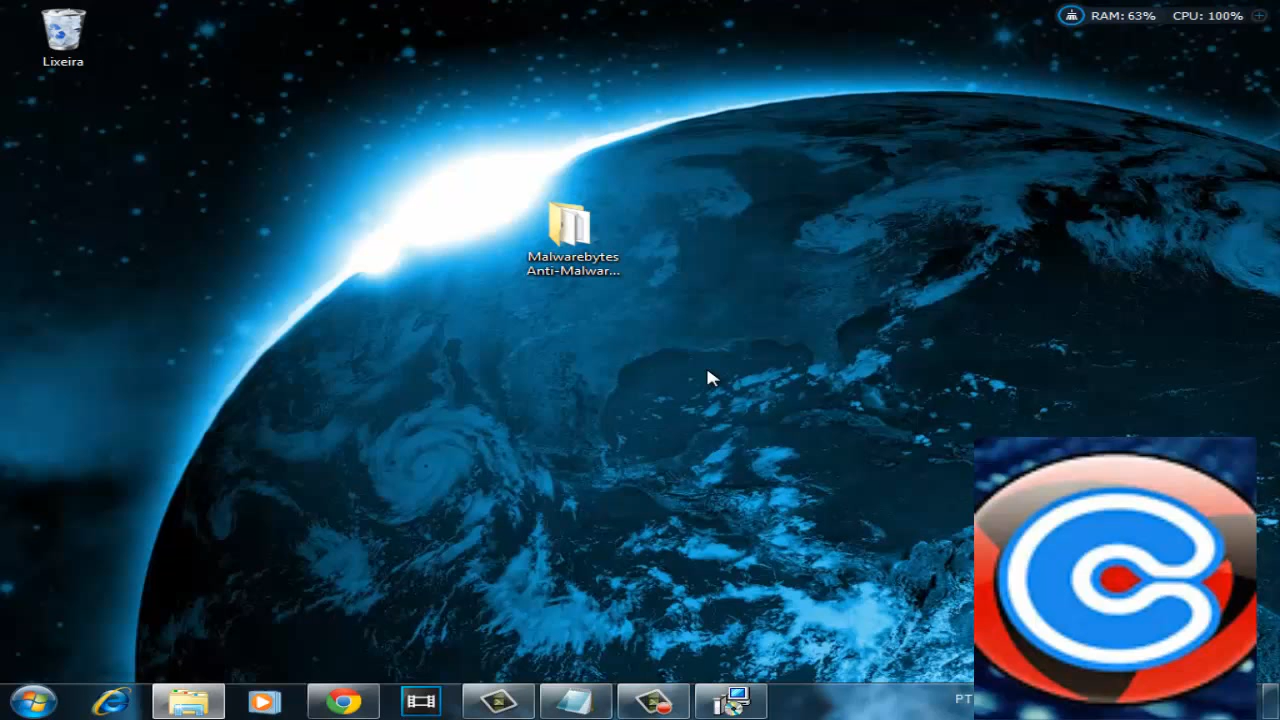 Lixeira
RAM: 63% CPU: 100%
Malwarebytes
Anti-Malwar...
PT